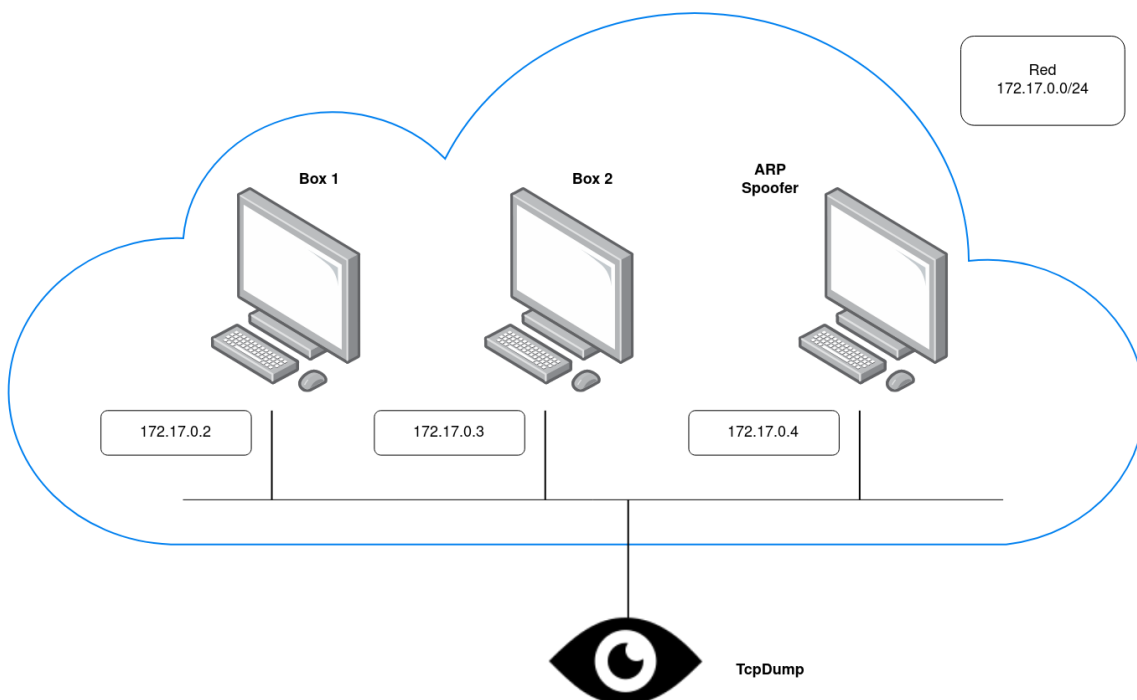 Red
172.17.0.0/24
Box 1
Box 2
ARP
Spoofer
172.17.0.2
172.17.0.3
172.17.0.4
TcpDump